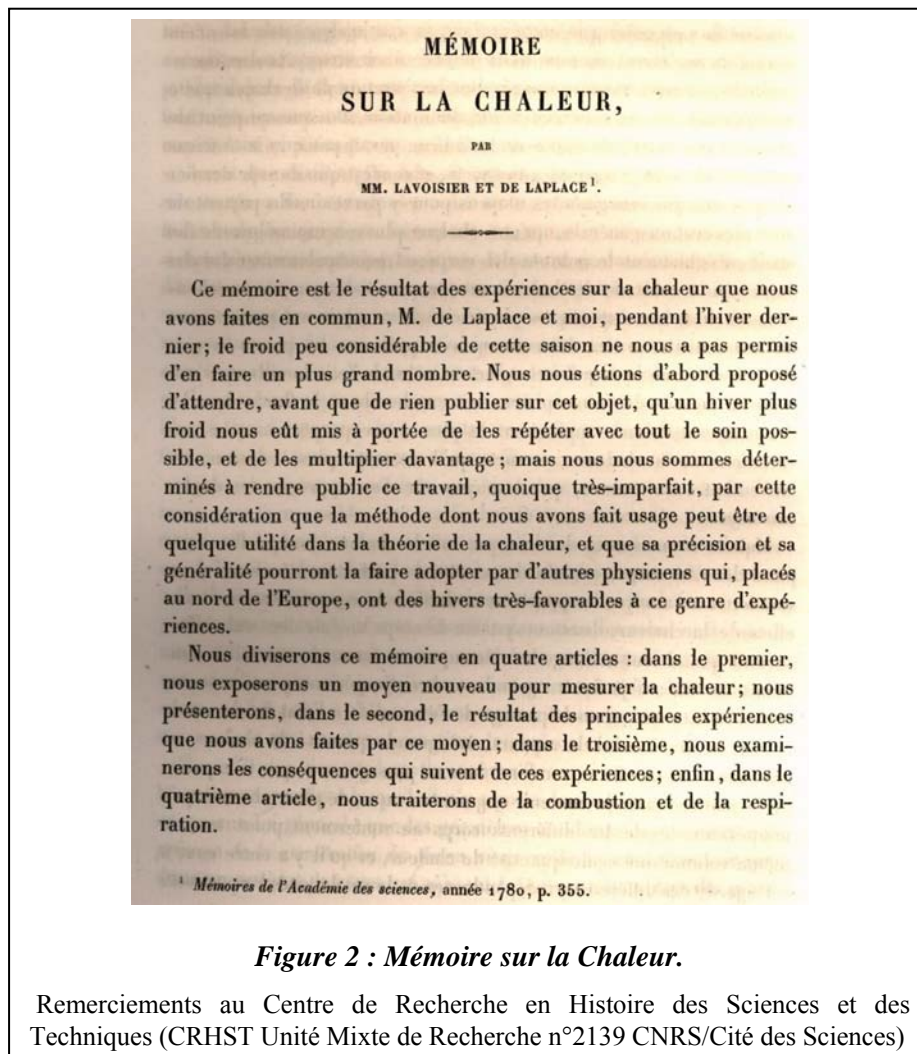 MÉMOIRE
SUR LA CHALEUR,
PAR
MM. LAVOISIER ET DE LAPLACE¹.
Ce mémoire est le résultat des expériences sur la chaleur que nous
avons faites en commun, M. de Laplace et moi, pendant l'hiver der-
nier; le froid peu considérable de cette saison ne nous a pas permis
d'en faire un plus grand nombre. Nous nous étions d'abord proposé
d'attendre, avant que de rien publier sur cet objet, qu'un hiver plus
froid nous eût mis à portée de les répéter avec tout le soin pos-
sible, et de les multiplier davantage; mais nous nous sommes déter-
minés à rendre public ce travail, quoique très-imparfait, par cette
considération que la méthode dont nous avons fait usage peut être de
quelque utilité dans la théorie de la chaleur, et que sa précision et sa
généralité pourront la faire adopter par d'autres physiciens qui, placés
au nord de l'Europe, ont des hivers très-favorables à ce genre d'expé-
riences.
Nous diviserons ce mémoire en quatre articles : dans le premier,
nous exposerons un moyen nouveau pour mesurer la chaleur; nous
présenterons, dans le second, le résultat des principales expériences
que nous avons faites par ce moyen; dans le troisième, nous exami-
nerons les conséquences qui suivent de ces expériences; enfin, dans le
quatrième article, nous traiterons de la combustion et de la respi-
ration.
¹ Mémoires de l'Académie des sciences, année 1780, p. 355.
Figure 2 : Mémoire sur la Chaleur.
Remerciements au Centre de Recherche en Histoire des Sciences et des
Techniques (CRHST Unité Mixte de Recherche n°2139 CNRS/Cité des Sciences)